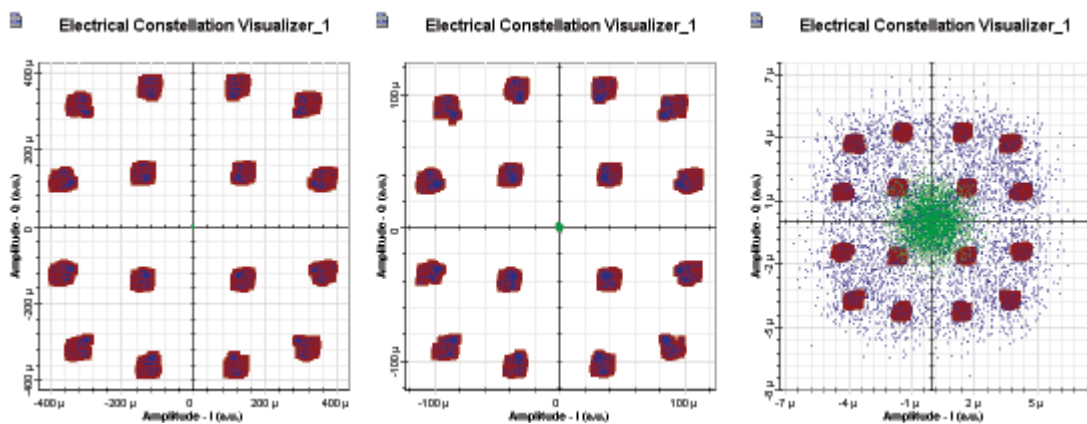 Electrical Constellation Visualizer_1
Amplitude - Q (a.u.)
400 µ
200 µ
0
-200 µ
-400 µ
-400 µ -200 µ 0 200 µ 400 µ
Amplitude - I (a.u.)
Electrical Constellation Visualizer_1
Amplitude - Q (a.u.)
100 µ
0
-100 µ
-100 µ 0 100 µ
Amplitude - I (a.u.)
Electrical Constellation Visualizer_1
Amplitude - Q (a.u.)
7 µ
4 µ
1 µ
-2 µ
-5 µ
-8 µ
-7 µ -4 µ -1 µ 2 µ 5 µ
Amplitude - I (a.u.)